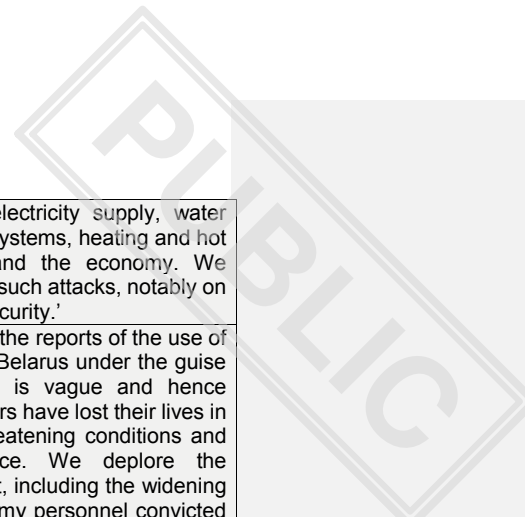 PUBLIC
lectricity supply, water
ystems, heating and hot
and the economy. We
such attacks, notably on
curity.’
the reports of the use of
Belarus under the guise
is vague and hence
rs have lost their lives in
eatening conditions and
ce. We deplore the
t, including the widening
my personnel convicted